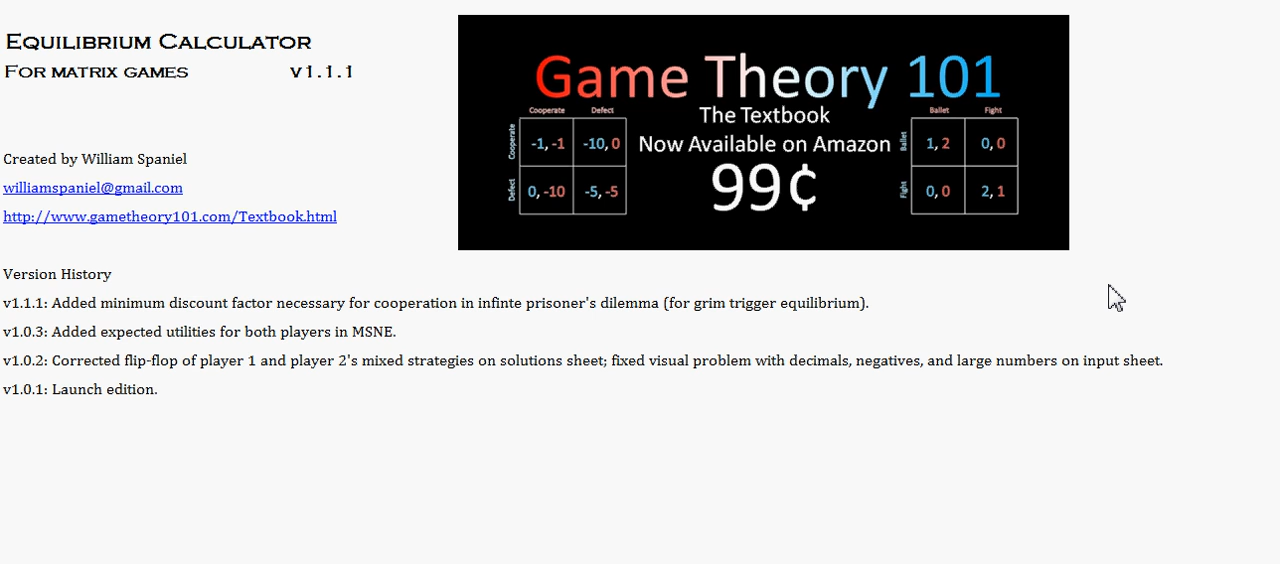 Equilibrium Calculator
For matrix games v1.1.1
Game Theory 101
The Textbook
Now Available on Amazon
99¢
Cooperate Defect
Cooperate -1, -1 -10, 0
Defect 0, -10 -5, -5
Ballet Fight
Ballet 1, 2 0, 0
Fight 0, 0 2, 1
Created by William Spaniel
williamspaniel@gmail.com
http://www.gametheory101.com/Textbook.html
Version History
v1.1.1: Added minimum discount factor necessary for cooperation in infinte prisoner's dilemma (for grim trigger equilibrium).
v1.0.3: Added expected utilities for both players in MSNE.
v1.0.2: Corrected flip-flop of player 1 and player 2's mixed strategies on solutions sheet; fixed visual problem with decimals, negatives, and large numbers on input sheet.
v1.0.1: Launch edition.